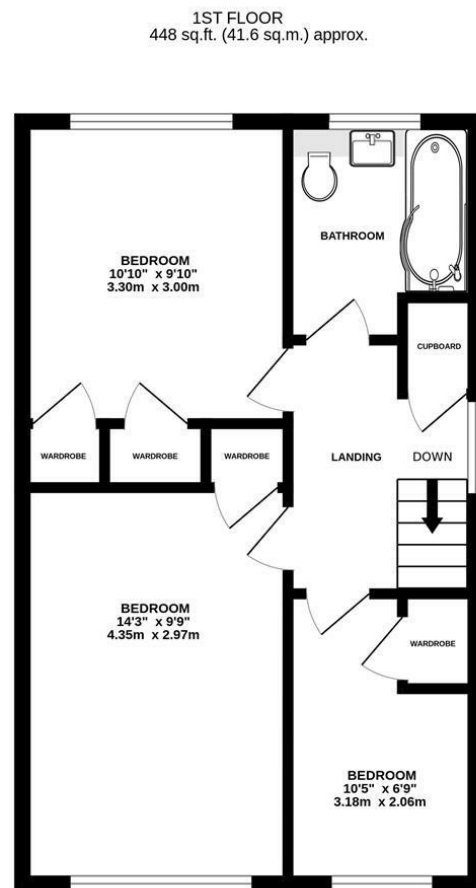 1ST FLOOR
448 sq.ft. (41.6 sq.m.) approx.
BEDROOM
10'10" x 9'10"
3.30m x 3.00m
BATHROOM
CUPBOARD
WARDROBE
WARDROBE
WARDROBE
LANDING
DOWN
BEDROOM
14'3" x 9'9"
4.35m x 2.97m
WARDROBE
BEDROOM
10'5" x 6'9"
3.18m x 2.06m